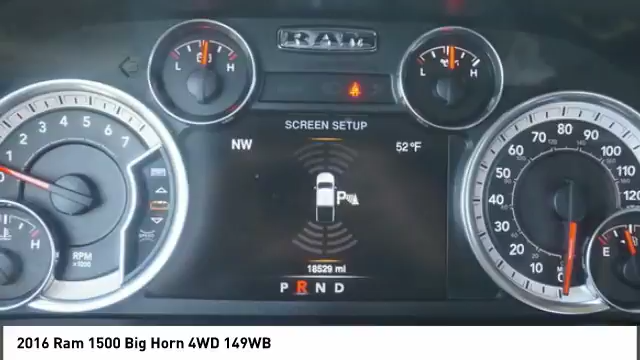 RAM
L H
L H
SCREEN SETUP
NW 52°F
P
18529 mi
P R N D
1 2 3 4 5 6 7
RPM
x1000
H
10 20 30 40 50 60 70 80 90 100 120
E
2016 Ram 1500 Big Horn 4WD 149WB